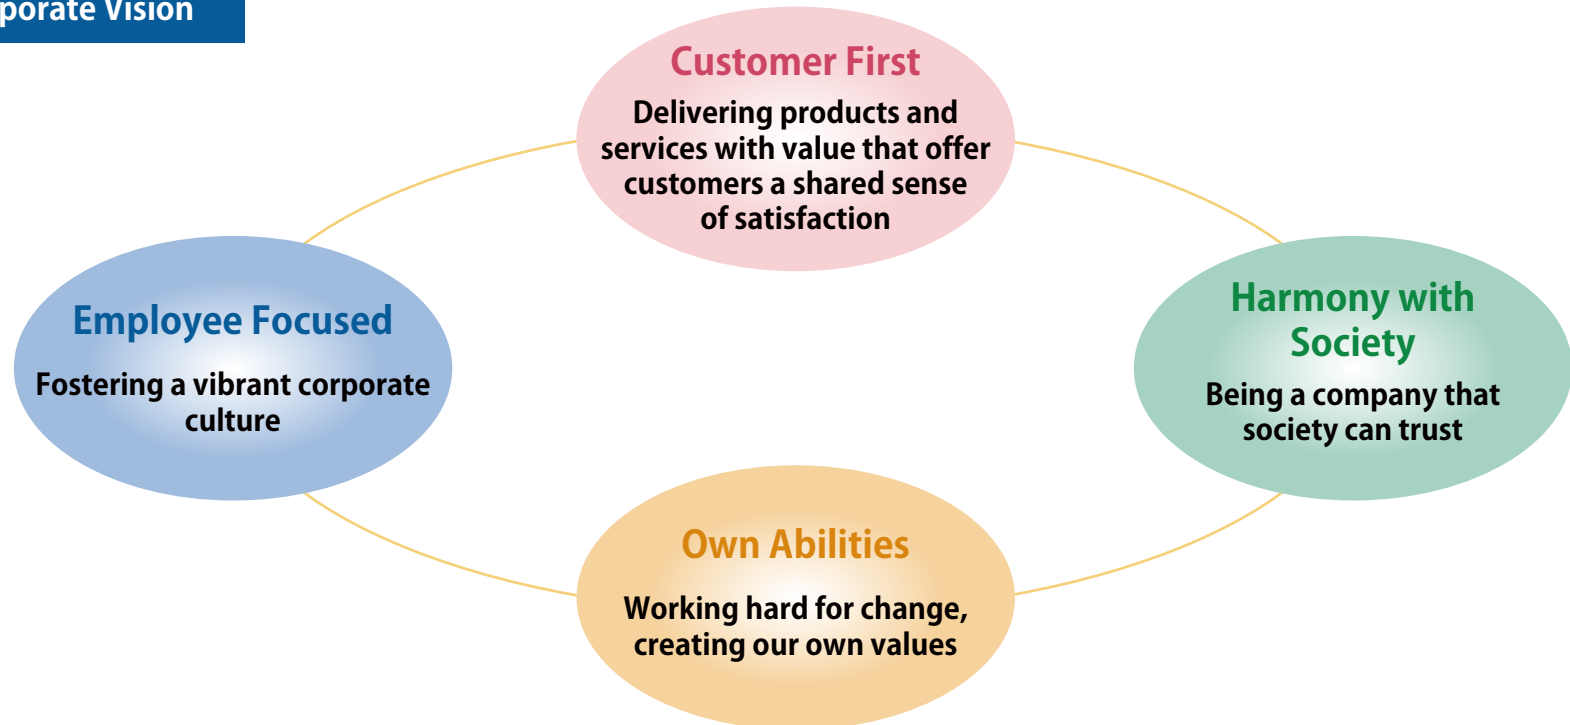 porate Vision
Customer First
Delivering products and
services with value that offer
customers a shared sense
of satisfaction
Employee Focused
Fostering a vibrant corporate
culture
Harmony with
Society
Being a company that
society can trust
Own Abilities
Working hard for change,
creating our own values